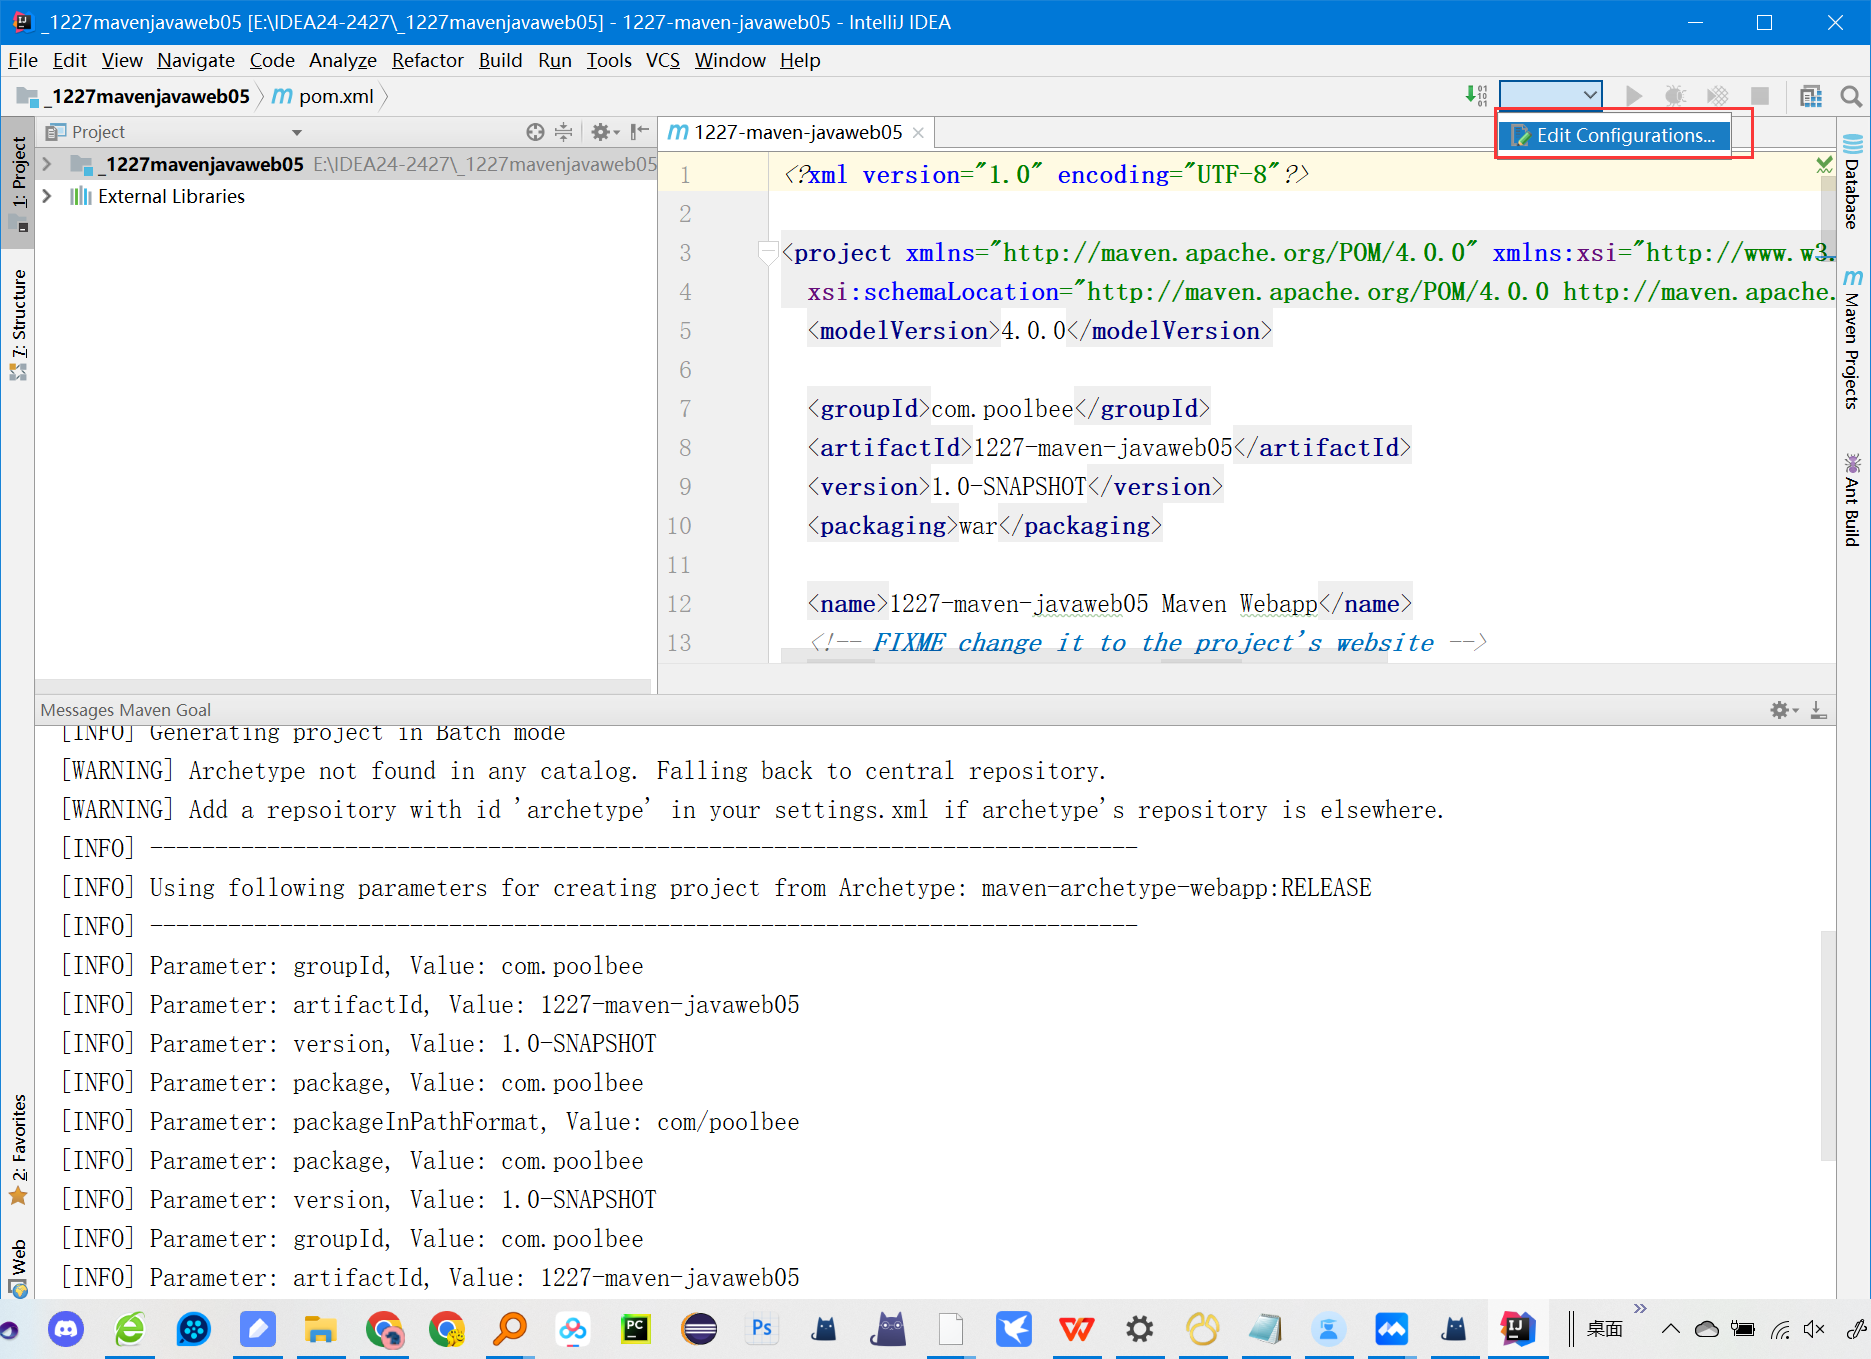 _1227mavenjavaweb05 [E:\IDEA24-2427\_1227mavenjavaweb05] - 1227-maven-javaweb05 - IntelliJ IDEA
File Edit View Navigate Code Analyze Refactor Build Run Tools VCS Window Help
_1227mavenjavaweb05 m pom.xml
Project
m 1227-maven-javaweb05
Edit Configurations...
_1227mavenjavaweb05 E:\IDEA24-2427\_1227mavenjavaweb05
External Libraries
1: Project
7: Structure
2: Favorites
Web
Database
m Maven Projects
Ant Build
1 <?xml version="1.0" encoding="UTF-8"?>
2
3 <project xmlns="http://maven.apache.org/POM/4.0.0" xmlns:xsi="http://www.w3.
4 xsi:schemaLocation="http://maven.apache.org/POM/4.0.0 http://maven.apache.
5 <modelVersion>4.0.0</modelVersion>
6
7 <groupId>com.poolbee</groupId>
8 <artifactId>1227-maven-javaweb05</artifactId>
9 <version>1.0-SNAPSHOT</version>
10 <packaging>war</packaging>
11
12 <name>1227-maven-javaweb05 Maven Webapp</name>
13 <!-- FIXME change it to the project's website -->
Messages Maven Goal
[INFO] Generating project in Batch mode
[WARNING] Archetype not found in any catalog. Falling back to central repository.
[WARNING] Add a repsoitory with id 'archetype' in your settings.xml if archetype's repository is elsewhere.
[INFO] ----------------------------------------------------------------------------
[INFO] Using following parameters for creating project from Archetype: maven-archetype-webapp:RELEASE
[INFO] ----------------------------------------------------------------------------
[INFO] Parameter: groupId, Value: com.poolbee
[INFO] Parameter: artifactId, Value: 1227-maven-javaweb05
[INFO] Parameter: version, Value: 1.0-SNAPSHOT
[INFO] Parameter: package, Value: com.poolbee
[INFO] Parameter: packageInPathFormat, Value: com/poolbee
[INFO] Parameter: package, Value: com.poolbee
[INFO] Parameter: version, Value: 1.0-SNAPSHOT
[INFO] Parameter: groupId, Value: com.poolbee
[INFO] Parameter: artifactId, Value: 1227-maven-javaweb05
PC
Ps
IJ
桌面